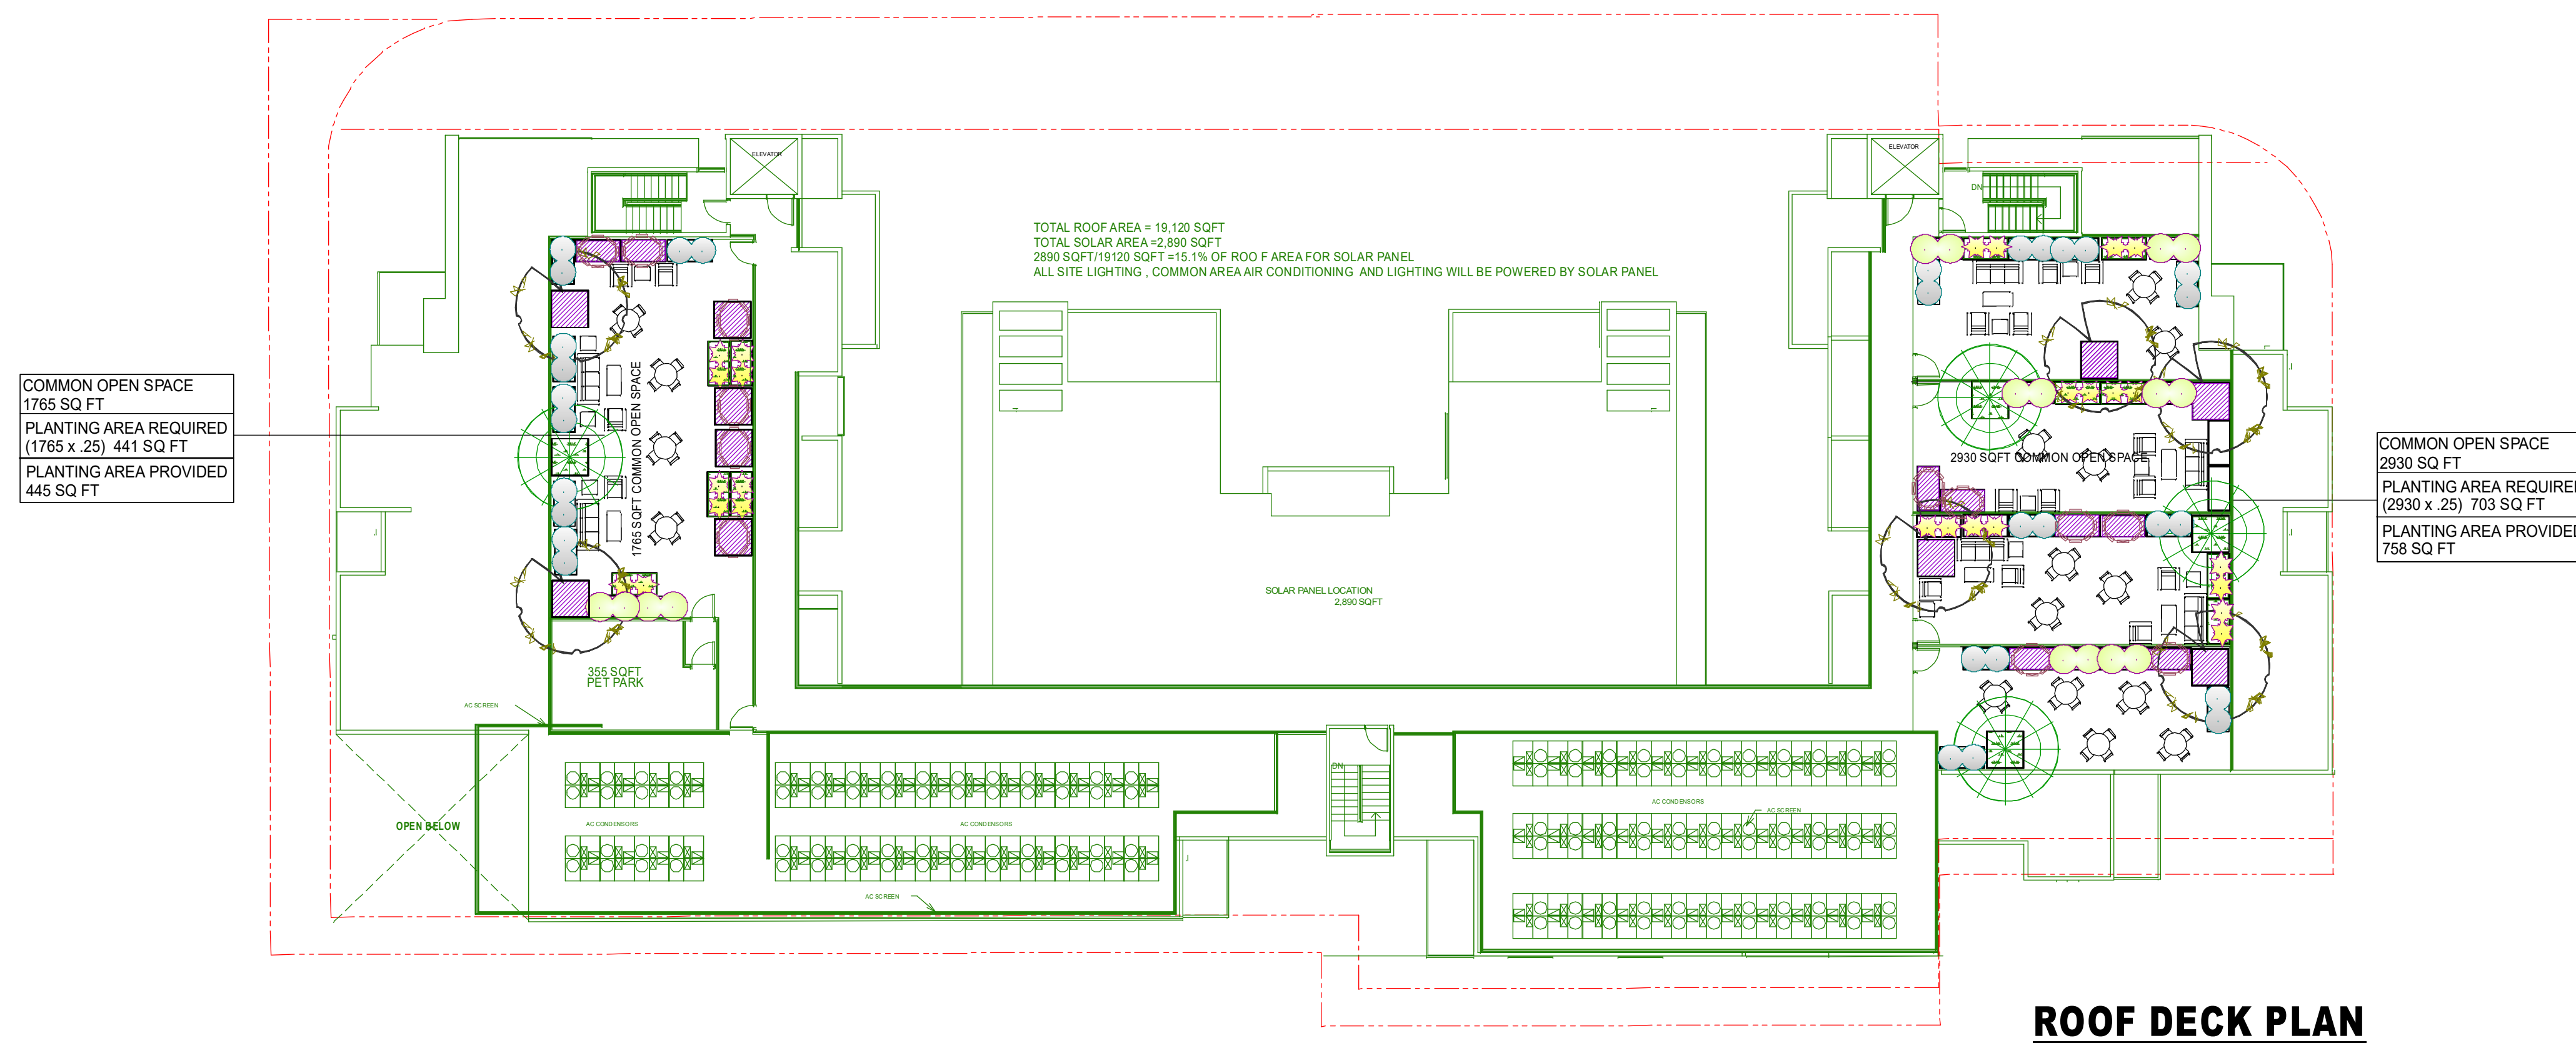 ELEVATOR
ELEVATOR
DN
TOTAL ROOF AREA = 19,120 SQFT
TOTAL SOLAR AREA =2,890 SQFT
2890 SQFT/19120 SQFT =15.1% OF ROO F AREA FOR SOLAR PANEL
ALL SITE LIGHTING , COMMON AREA AIR CONDITIONING AND LIGHTING WILL BE POWERED BY SOLAR PANEL
COMMON OPEN SPACE
1765 SQ FT
PLANTING AREA REQUIRED
(1765 x .25) 441 SQ FT
PLANTING AREA PROVIDED
445 SQ FT
1765 SQFT COMMON OPEN SPACE
2930 SQFT COMMON OPEN SPACE
COMMON OPEN SPACE
2930 SQ FT
PLANTING AREA REQUIRE
(2930 x .25) 703 SQ FT
PLANTING AREA PROVIDE
758 SQ FT
SOLAR PANEL LOCATION
2,890 SQFT
355 SQFT
PET PARK
AC SCREEN
OPEN BELOW
AC CONDENSORS
AC CONDENSORS
AC SCREEN
DN
AC CONDENSORS
AC SCREEN
ROOF DECK PLAN